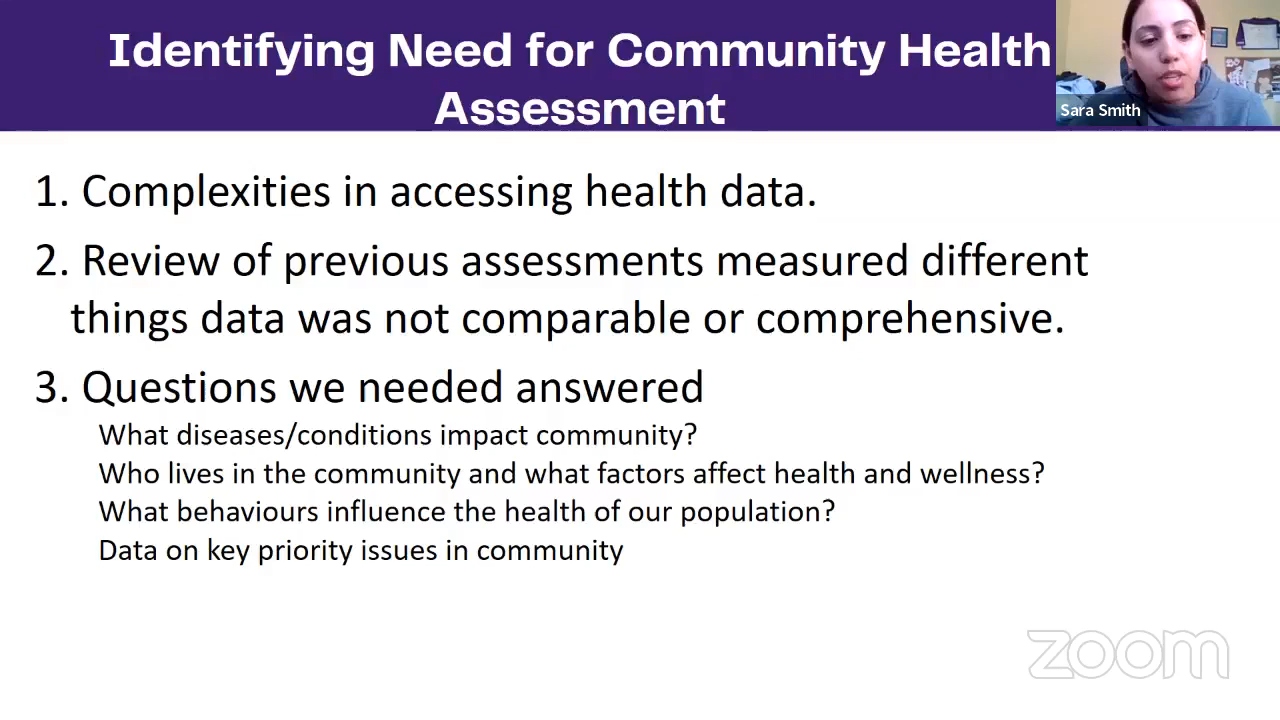 Identifying Need for Community Health
Assessment
Sara Smith
1. Complexities in accessing health data.
2. Review of previous assessments measured different
things data was not comparable or comprehensive.
3. Questions we needed answered
What diseases/conditions impact community?
Who lives in the community and what factors affect health and wellness?
What behaviours influence the health of our population?
Data on key priority issues in community
zoom